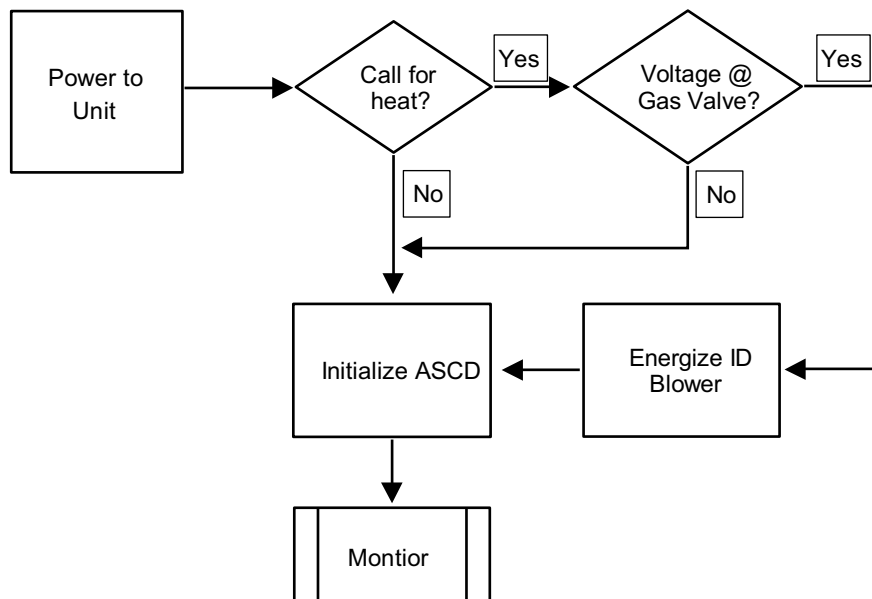 Power to
Unit
Call for
heat?
Yes
Voltage @
Gas Valve?
Yes
No
No
Initialize ASCD
Energize ID
Blower
Montior